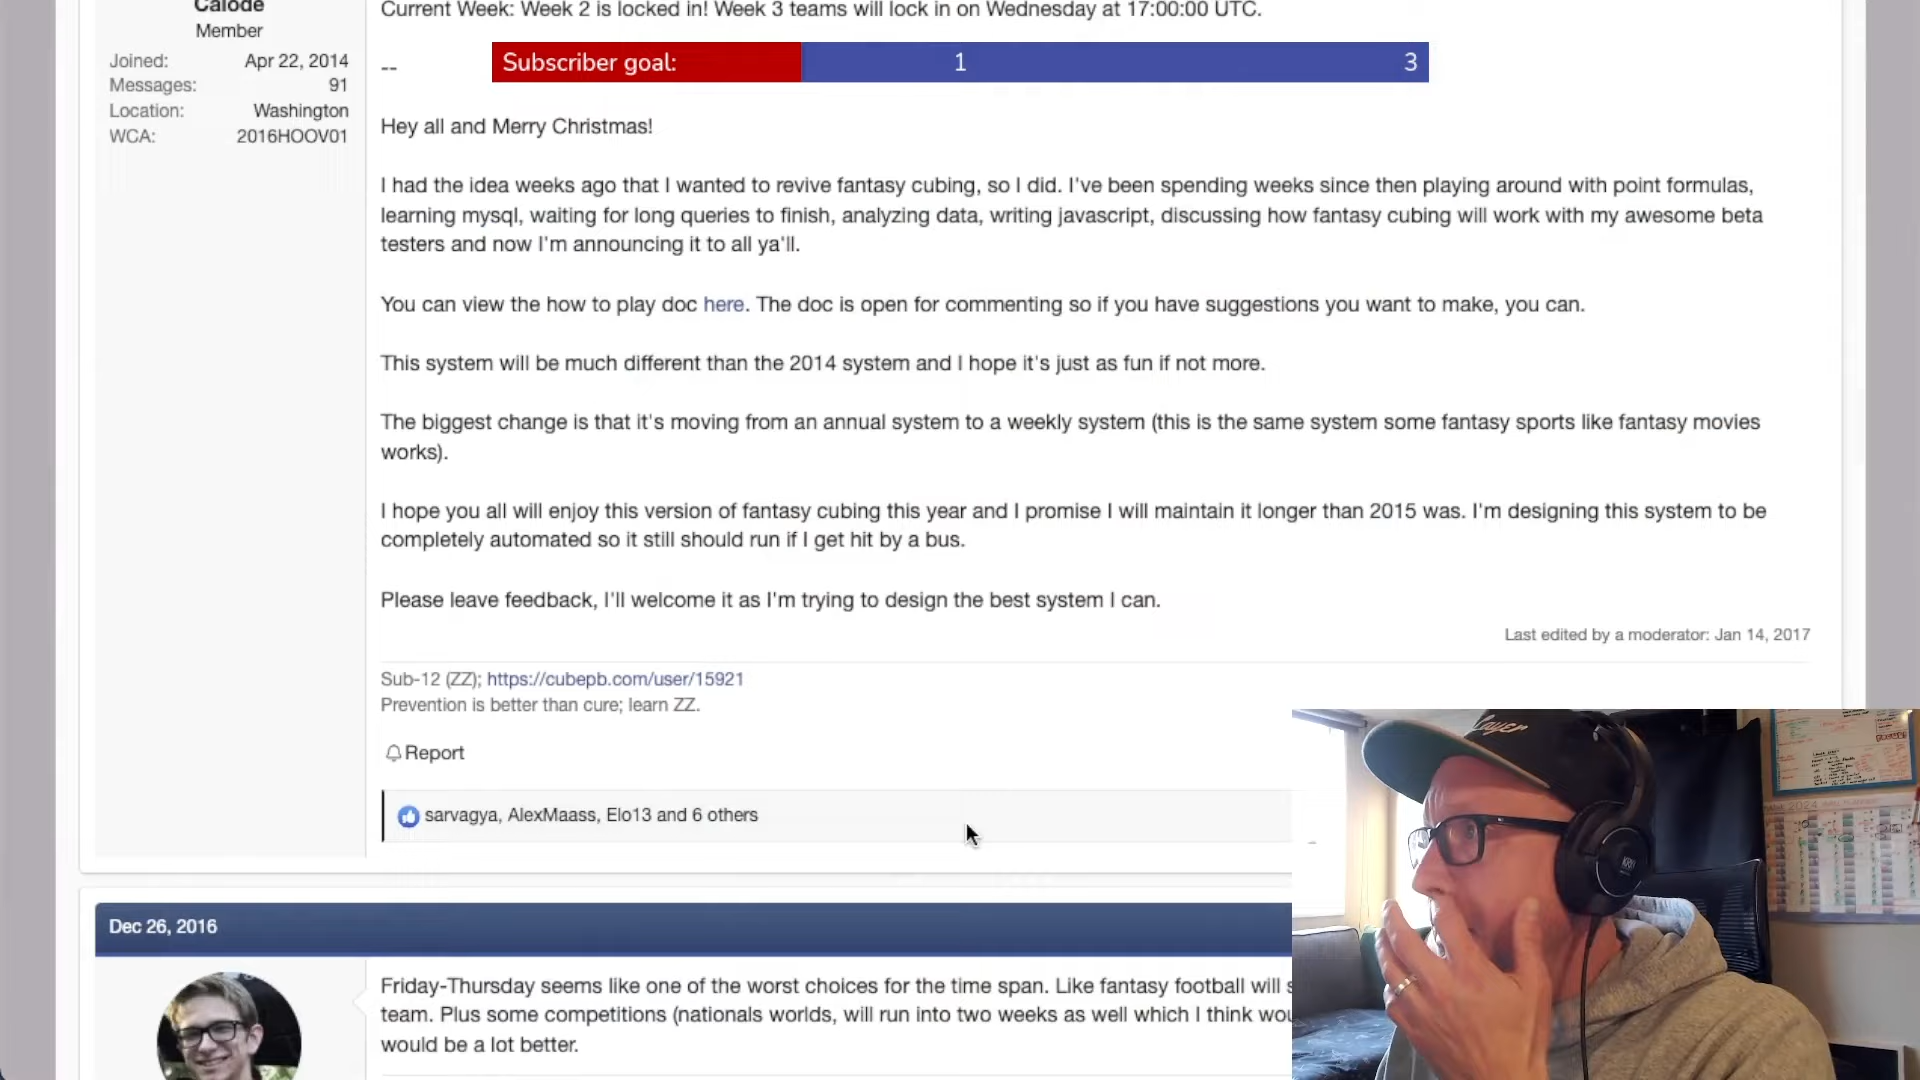 Calode
Member
Joined: Apr 22, 2014
Messages: 91
Location: Washington
WCA: 2016HOOV01
Current Week: Week 2 is locked in! Week 3 teams will lock in on Wednesday at 17:00:00 UTC.
--
Subscriber goal: 1 3
Hey all and Merry Christmas!
I had the idea weeks ago that I wanted to revive fantasy cubing, so I did. I've been spending weeks since then playing around with point formulas,
learning mysql, waiting for long queries to finish, analyzing data, writing javascript, discussing how fantasy cubing will work with my awesome beta
testers and now I'm announcing it to all ya'll.
You can view the how to play doc here. The doc is open for commenting so if you have suggestions you want to make, you can.
This system will be much different than the 2014 system and I hope it's just as fun if not more.
The biggest change is that it's moving from an annual system to a weekly system (this is the same system some fantasy sports like fantasy movies
works).
I hope you all will enjoy this version of fantasy cubing this year and I promise I will maintain it longer than 2015 was. I'm designing this system to be
completely automated so it still should run if I get hit by a bus.
Please leave feedback, I'll welcome it as I'm trying to design the best system I can.
Last edited by a moderator: Jan 14, 2017
Sub-12 (ZZ); https://cubepb.com/user/15921
Prevention is better than cure; learn ZZ.
Report
sarvagya, AlexMaass, Elo13 and 6 others
Dec 26, 2016
Friday-Thursday seems like one of the worst choices for the time span. Like fantasy football will
team. Plus some competitions (nationals worlds, will run into two weeks as well which I think
would be a lot better.
KRK
2024